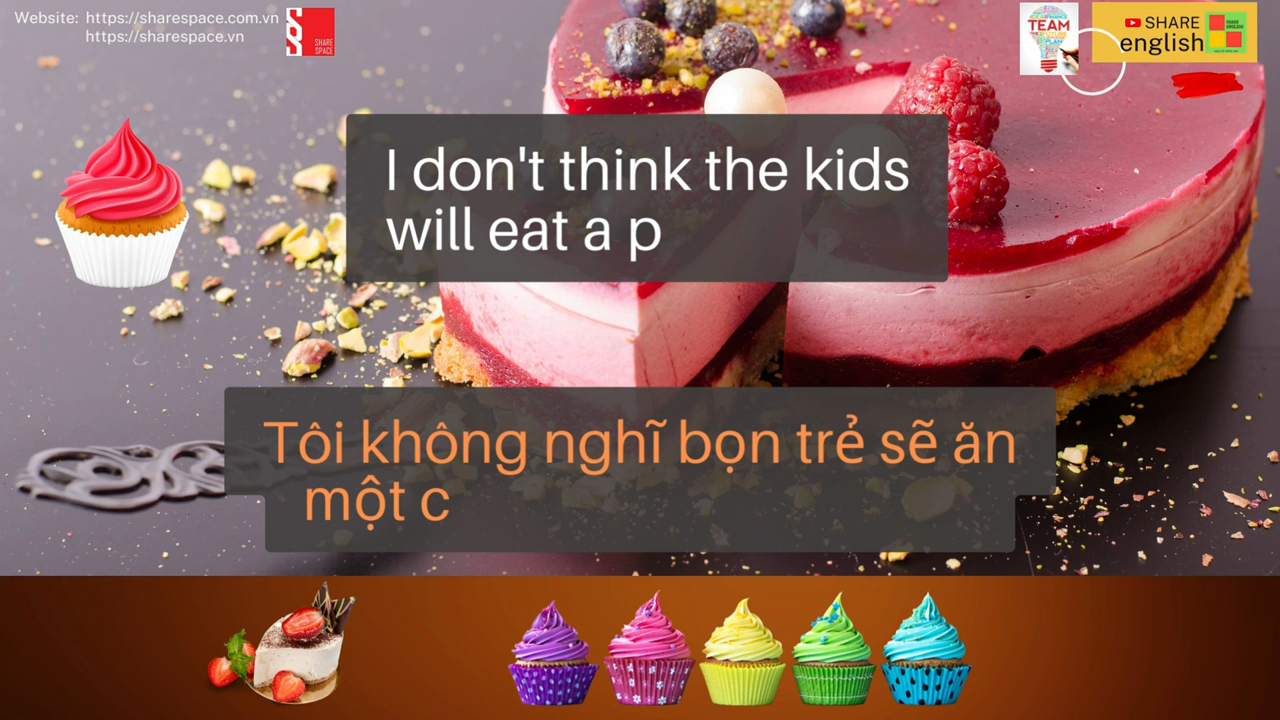 Website: https://sharespace.com.vn
https://sharespace.vn
SHARE
SPACE
TEAM
PLAN
SHARE
english
I don't think the kids
will eat a p
Tôi không nghĩ bọn trẻ sẽ ăn
một c